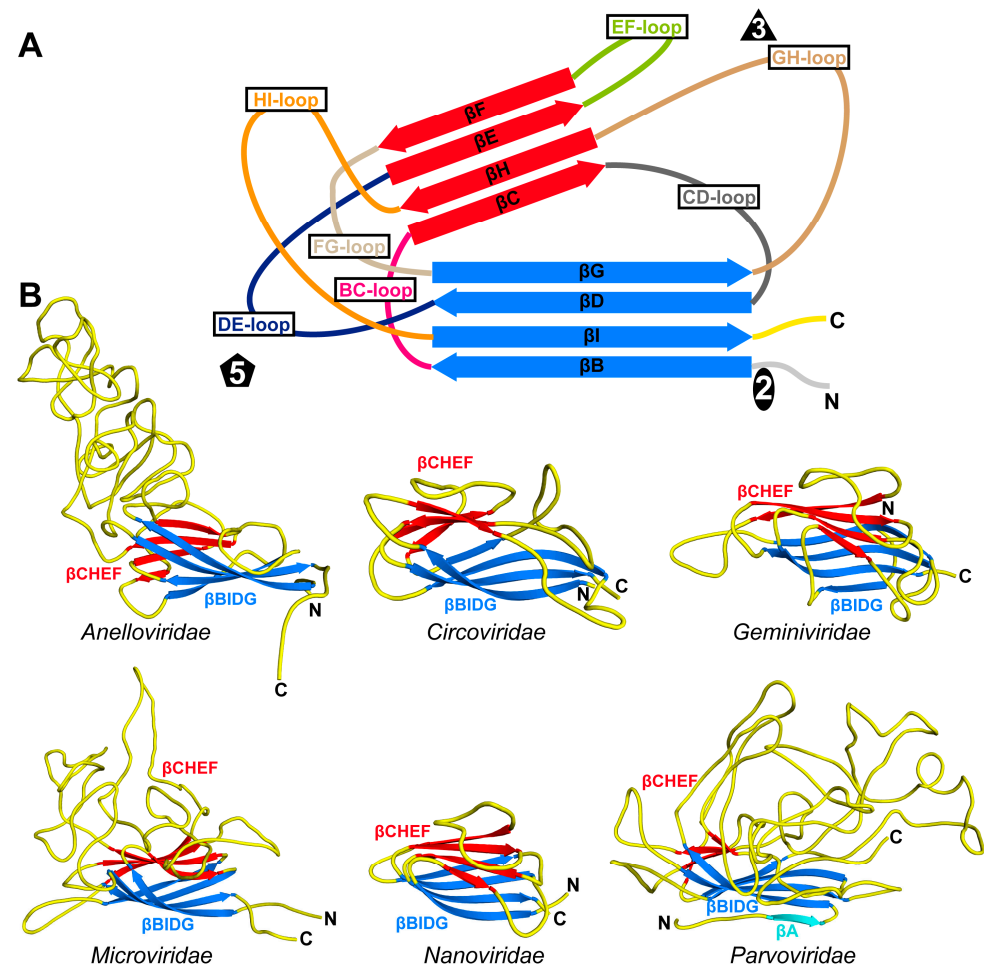 A
EF-loop
3
GH-loop
HI-loop
βF
βE
βH
βC
CD-loop
FG-loop
βG
BC-loop
βD
DE-loop
βI
C
5
βB
2
N
B
βCHEF
βBIDG
N
C
Anelloviridae
βCHEF
βBIDG
N
C
Circoviridae
βCHEF
N
C
βBIDG
Geminiviridae
βCHEF
βBIDG
N
C
Microviridae
βCHEF
βBIDG
N
C
Nanoviridae
βCHEF
C
βBIDG
N
βA
Parvoviridae